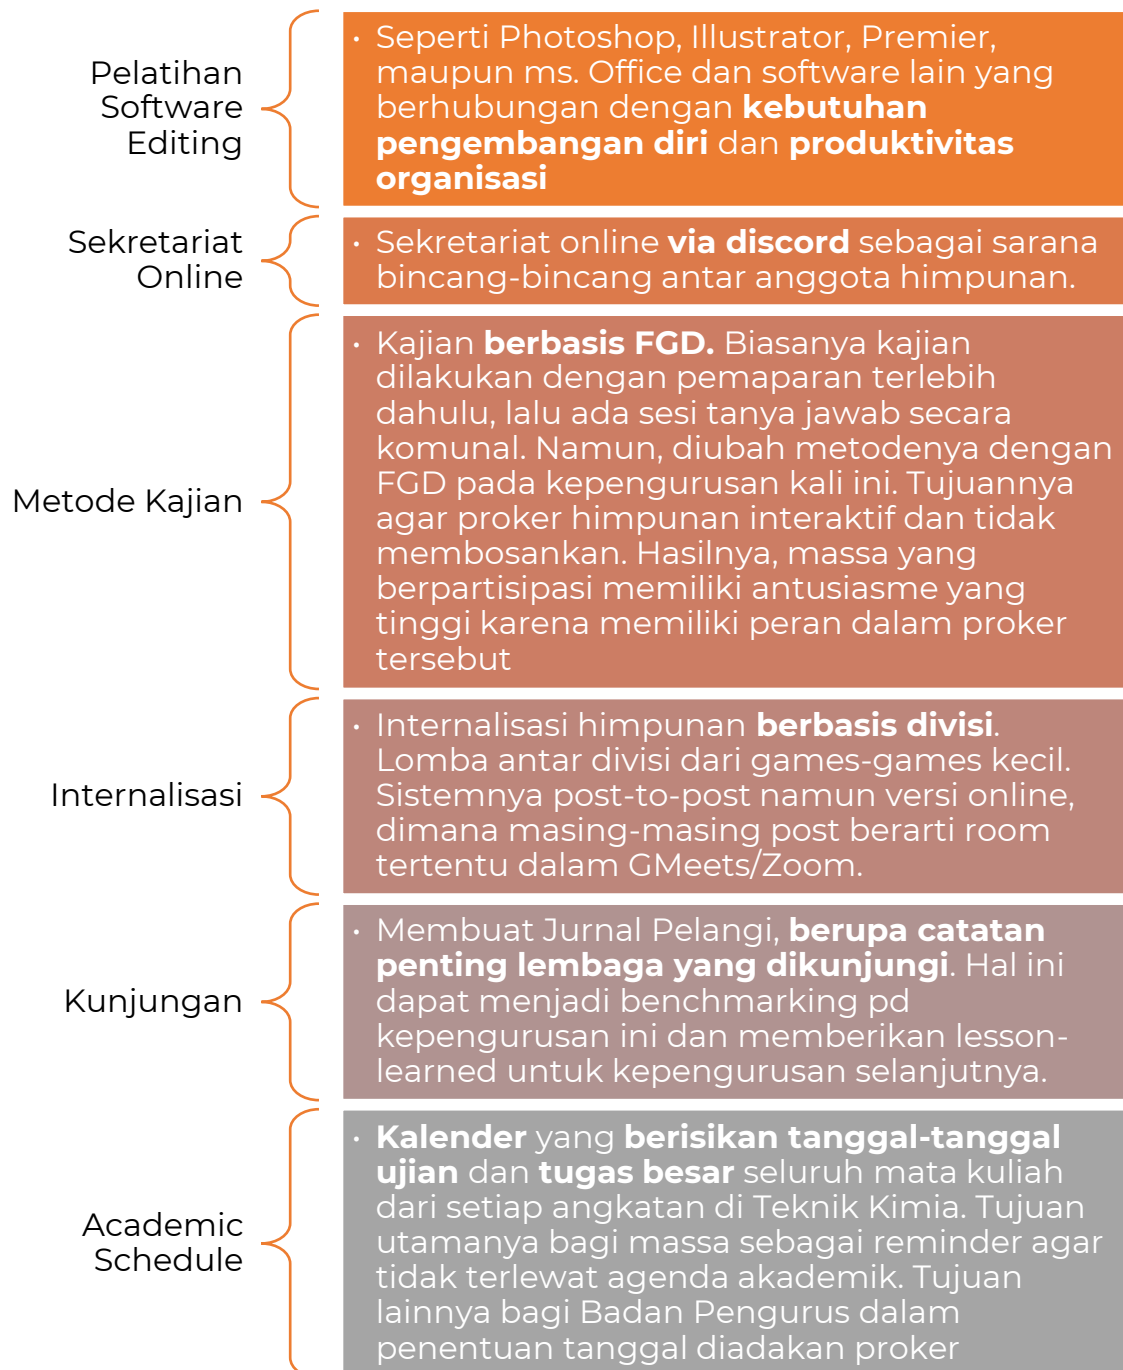 Pelatihan
Software
Editing
• Seperti Photoshop, Illustrator, Premier,
maupun ms. Office dan software lain yang
berhubungan dengan kebutuhan
pengembangan diri dan produktivitas
organisasi
Sekretariat
Online
• Sekretariat online via discord sebagai sarana
bincang-bincang antar anggota himpunan.
Metode Kajian
• Kajian berbasis FGD. Biasanya kajian
dilakukan dengan pemaparan terlebih
dahulu, lalu ada sesi tanya jawab secara
komunal. Namun, diubah metodenya dengan
FGD pada kepengurusan kali ini. Tujuannya
agar proker himpunan interaktif dan tidak
membosankan. Hasilnya, massa yang
berpartisipasi memiliki antusiasme yang
tinggi karena memiliki peran dalam proker
tersebut
Internalisasi
• Internalisasi himpunan berbasis divisi.
Lomba antar divisi dari games-games kecil.
Sistemnya post-to-post namun versi online,
dimana masing-masing post berarti room
tertentu dalam GMeets/Zoom.
Kunjungan
• Membuat Jurnal Pelangi, berupa catatan
penting lembaga yang dikunjungi. Hal ini
dapat menjadi benchmarking pd
kepengurusan ini dan memberikan lesson-
learned untuk kepengurusan selanjutnya.
Academic
Schedule
• Kalender yang berisikan tanggal-tanggal
ujian dan tugas besar seluruh mata kuliah
dari setiap angkatan di Teknik Kimia. Tujuan
utamanya bagi massa sebagai reminder agar
tidak terlewat agenda akademik. Tujuan
lainnya bagi Badan Pengurus dalam
penentuan tanggal diadakan proker